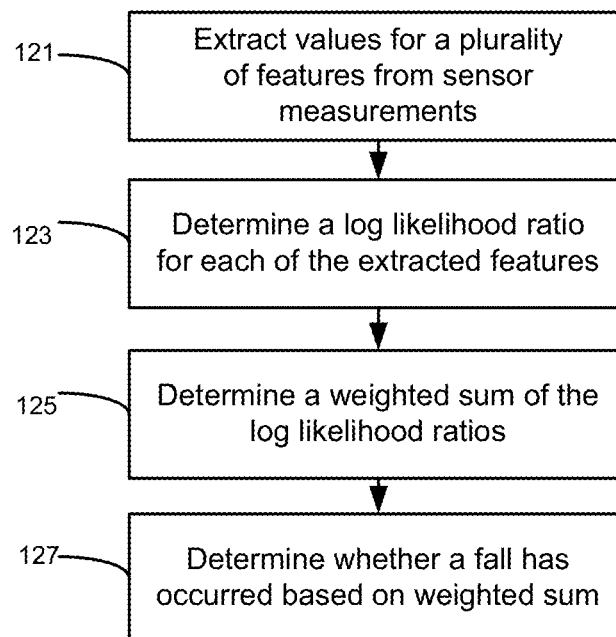 121
Extract values for a plurality
of features from sensor
measurements
123
Determine a log likelihood ratio
for each of the extracted features
125
Determine a weighted sum of the
log likelihood ratios
127
Determine whether a fall has
occurred based on weighted sum